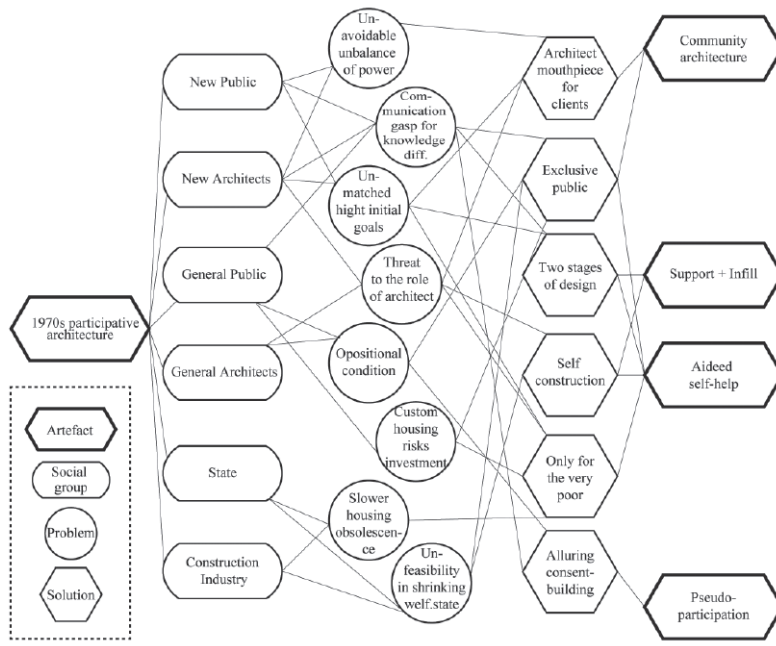 1970s participative
architecture
Artefact
Social
group
Problem
Solution
New Public
New Architects
General Public
General Architects
State
Construction
Industry
Un-
avoidable
unbalance
of power
Com-
munication
gasp for
knowledge
diff.
Un-
matched
hight initial
goals
Threat
to the role
of architect
Opositional
condition
Custom
housing
risks
investment
Slower
housing
obsolescen-
ce
Un-
feasibility
in shrinking
welf.state
Architect
mouthpiece
for
clients
Exclusive
public
Two stages
of design
Self
construction
Only for
the very
poor
Alluring
consent-
building
Community
architecture
Support + Infill
Aideed
self-help
Pseudo-
participation